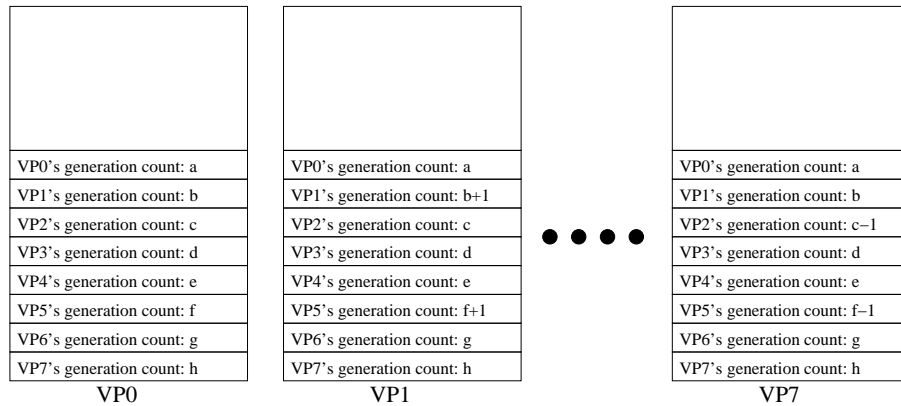 VP0’s generation count: a
VP1’s generation count: b
VP2’s generation count: c
VP3’s generation count: d
VP4’s generation count: e
VP5’s generation count: f
VP6’s generation count: g
VP7’s generation count: h
VP0
VP0’s generation count: a
VP1’s generation count: b+1
VP2’s generation count: c
VP3’s generation count: d
VP4’s generation count: e
VP5’s generation count: f+1
VP6’s generation count: g
VP7’s generation count: h
VP1
VP0’s generation count: a
VP1’s generation count: b
VP2’s generation count: c−1
VP3’s generation count: d
VP4’s generation count: e
VP5’s generation count: f−1
VP6’s generation count: g
VP7’s generation count: h
VP7